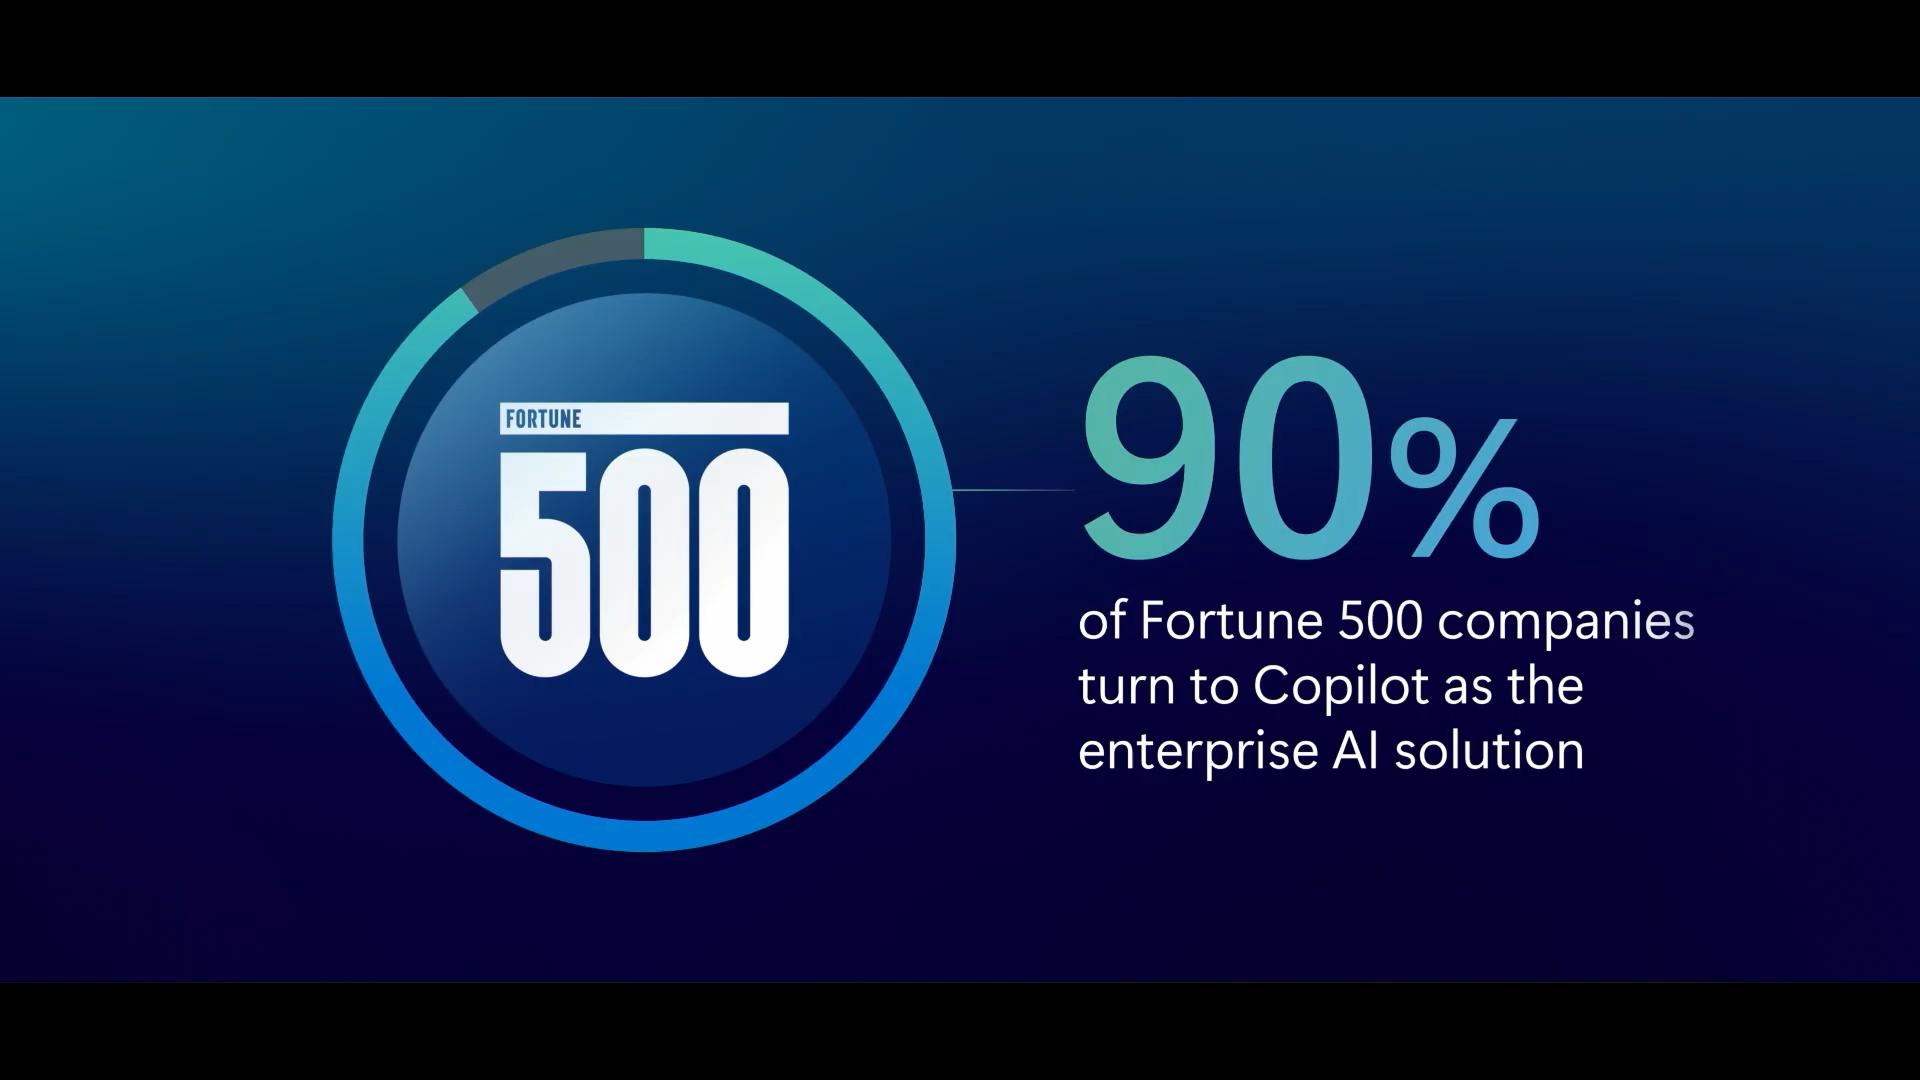 FORTUNE
500
90%
of Fortune 500 companies
turn to Copilot as the
enterprise AI solution